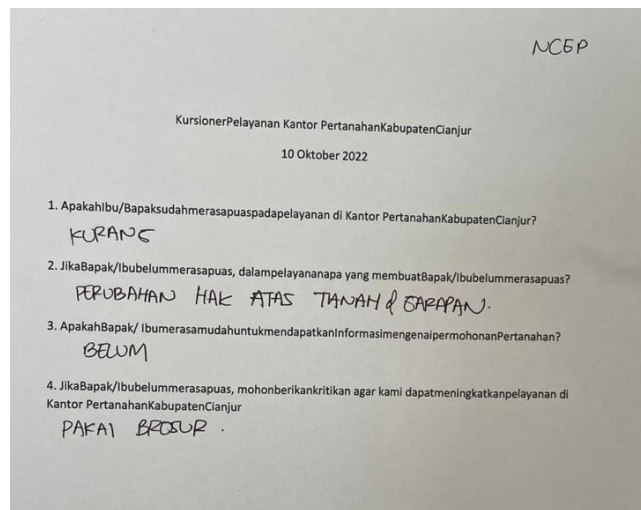 NCEP
KursionerPelayanan Kantor PertanahanKabupatenCianjur
10 Oktober 2022
1. ApakahIbu/Bapaksudahmerasapuaspadapelayanan di Kantor PertanahanKabupatenCianjur?
KURANG
2. JikaBapak/Ibubelummerasapuas, dalampelayananapa yang membuatBapak/Ibubelummerasapuas?
PERUBAHAN HAK ATAS TANAH & GARAPAN.
3. ApakahBapak/ IbumerasamudahuntukmendapatkanInformasimengenaipermohonanPertanahan?
BELUM
4. JikaBapak/Ibubelummerasapuas, mohonberikankritikan agar kami dapatmeningkatkanpelayanan di
Kantor PertanahanKabupatenCianjur
PAKAI BROSUR.